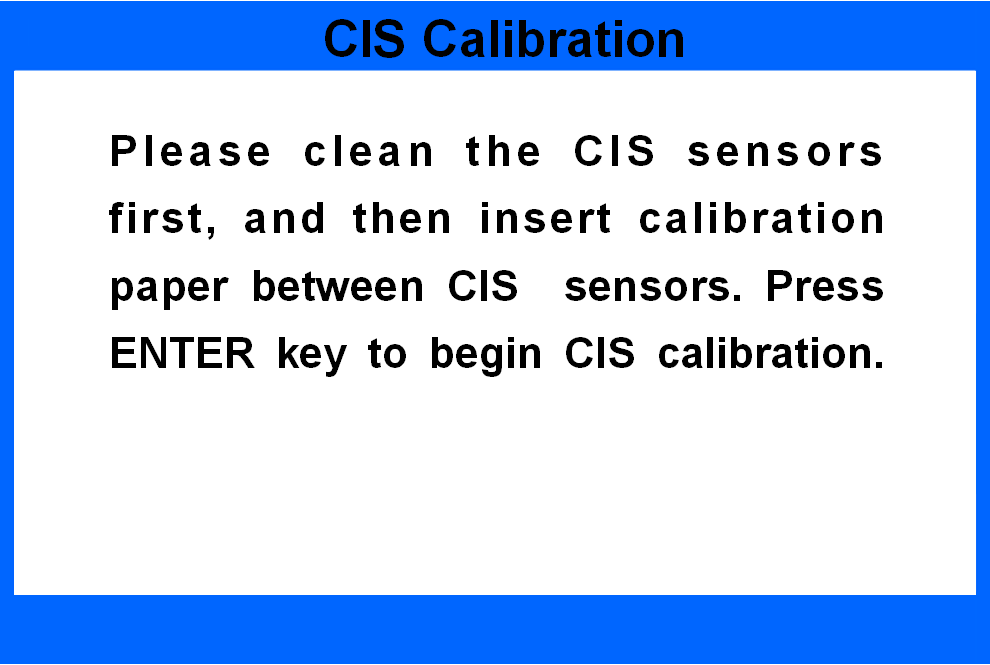 CIS Calibration
Please clean the CIS sensors
first, and then insert calibration
paper between CIS sensors. Press
ENTER key to begin CIS calibration.